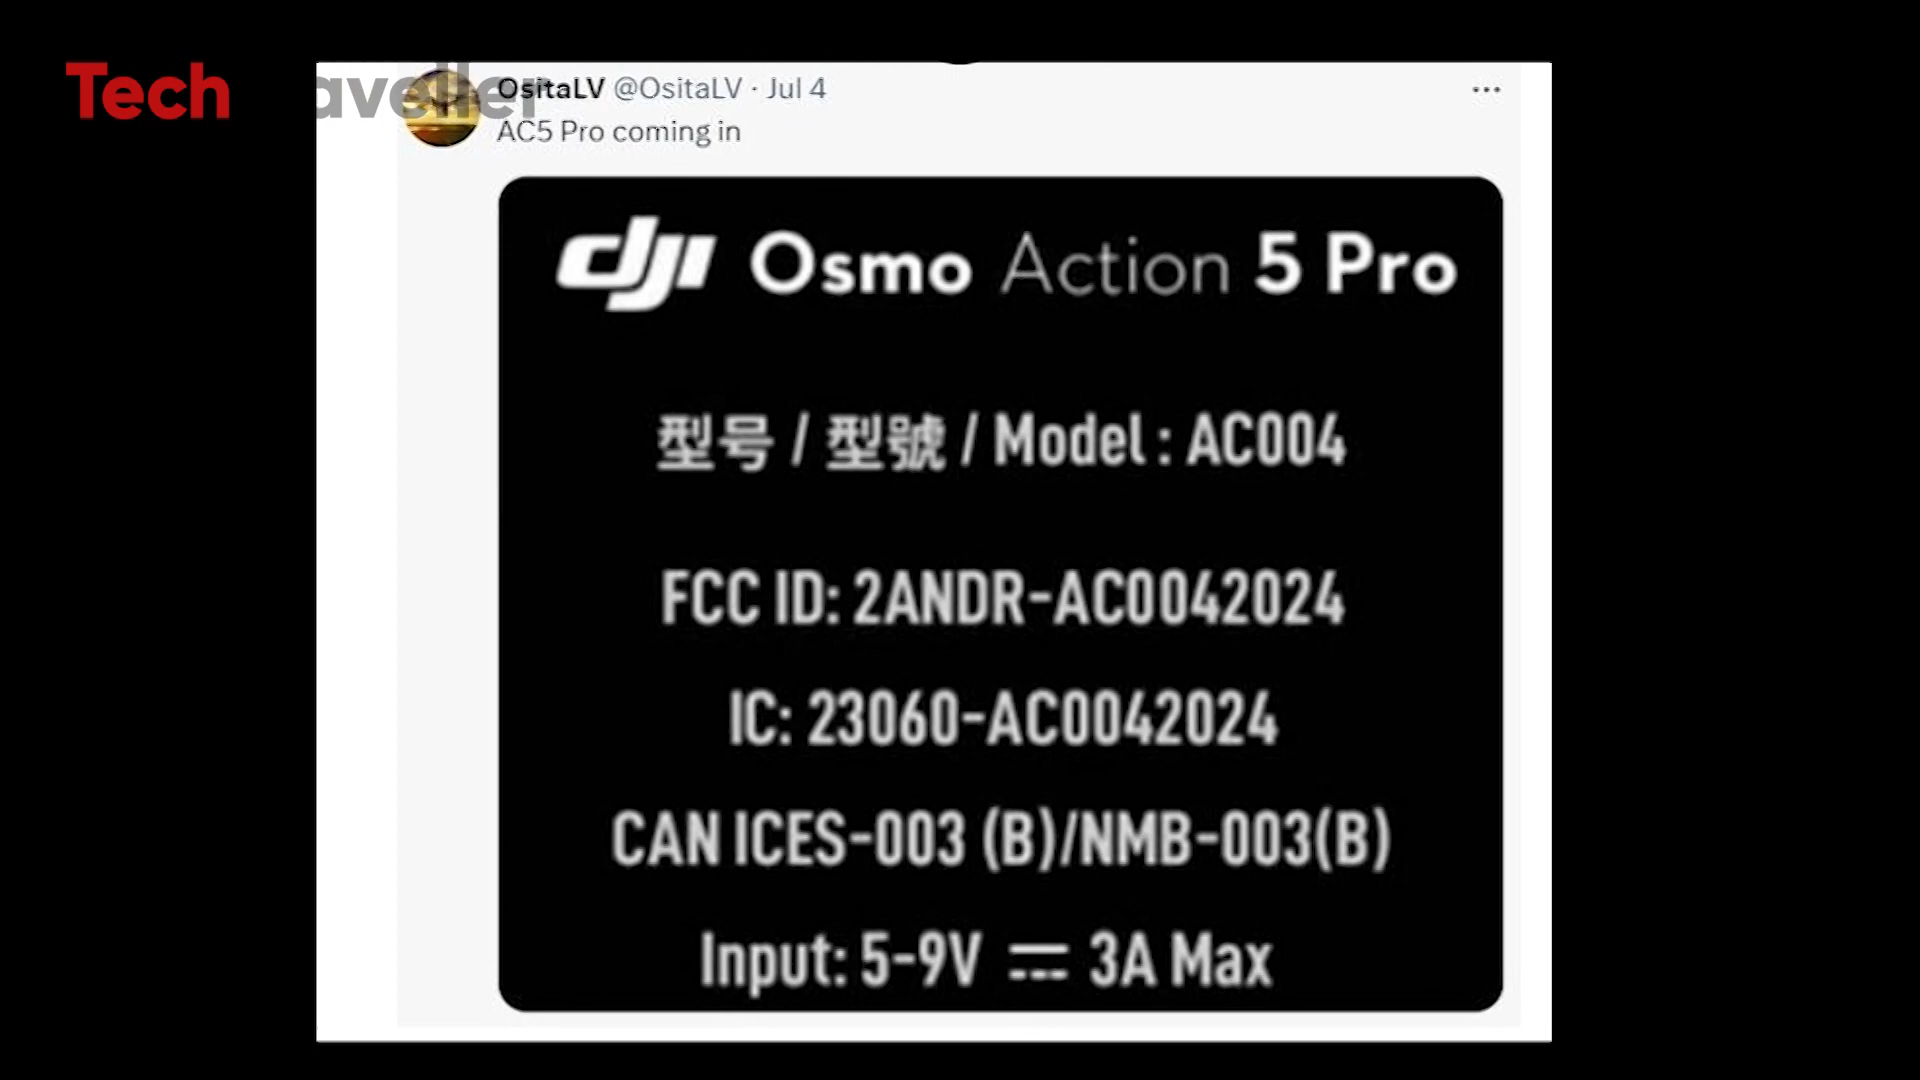 Tech
aveller
OsitaLV @OsitaLV · Jul 4
AC5 Pro coming in
dji Osmo Action 5 Pro
型号 / 型號 / Model : AC004
FCC ID: 2ANDR-AC0042024
IC: 23060-AC0042024
CAN ICES-003 (B)/NMB-003(B)
Input: 5-9V ⎓ 3A Max